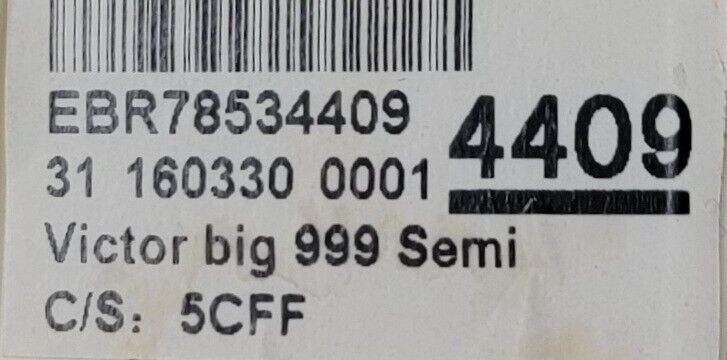 EBR78534409
4409
31 160330 0001
Victor big 999 Semi
C/S: 5CFF